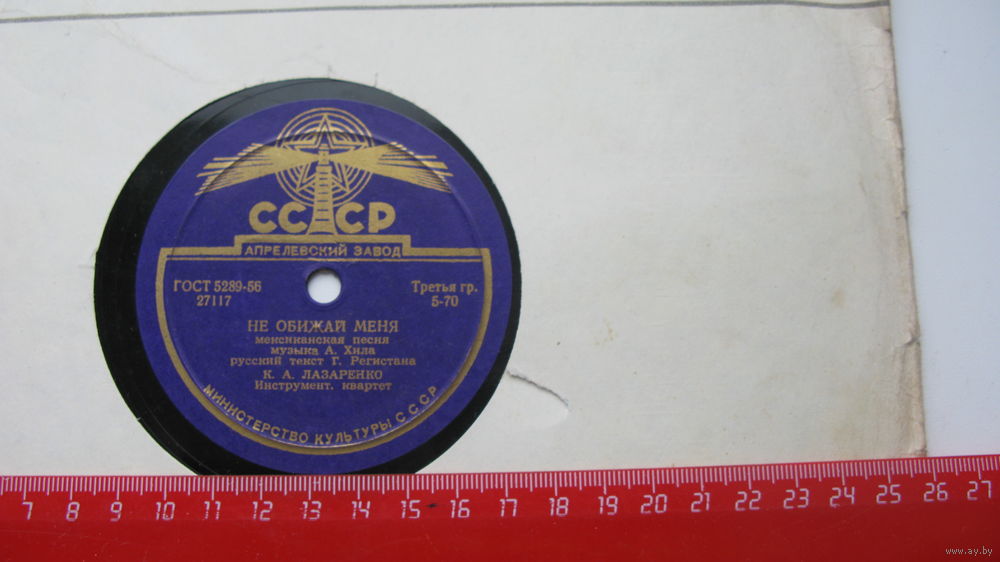 СССР
АПРЕЛЕВСКИЙ ЗАВОД
ГОСТ 5289-56
27117
Третья гр.
5-70
НЕ ОБИЖАЙ МЕНЯ
мексиканская песня
музыка А. Хила
русский текст Г. Регистана
К. А. ЛАЗАРЕНКО
Инструмент. квартет
МИНИСТЕРСТВО КУЛЬТУРЫ СССР
7 8 9 10 11 12 13 14 15 16 17 18 19 20 21 22 23 24 25 26 27
www.ay.by